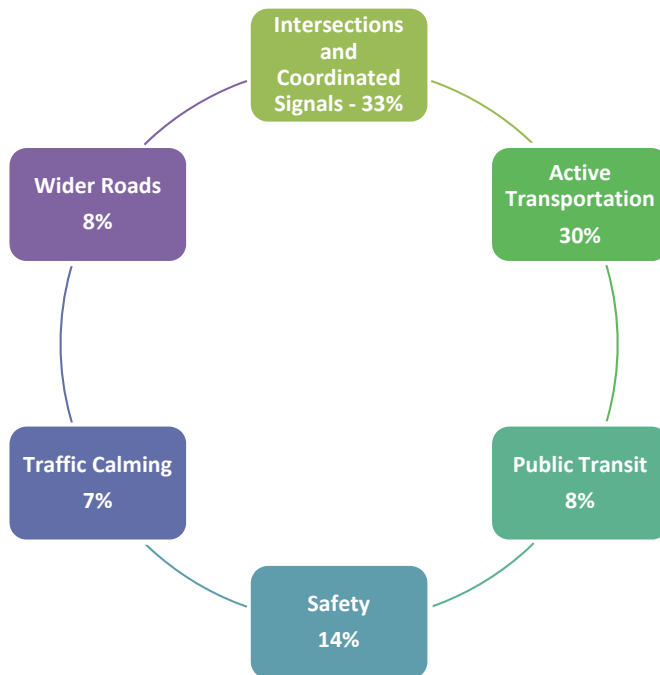 Intersections
and
Coordinated
Signals - 33%
Active
Transportation
30%
Public Transit
8%
Safety
14%
Traffic Calming
7%
Wider Roads
8%